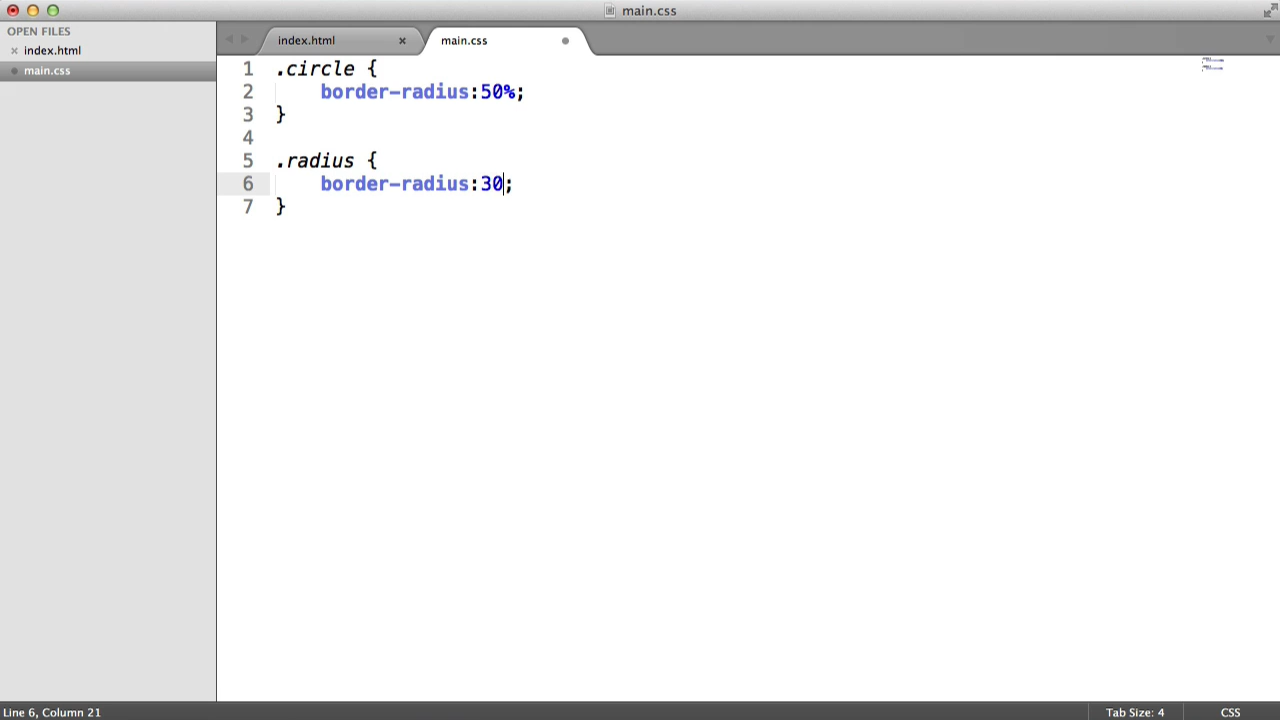 main.css
OPEN FILES
× index.html
main.css
index.html ×
main.css
1 .circle {
2     border-radius:50%;
3 }
4
5 .radius {
6     border-radius:30;
7 }
Line 6, Column 21
Tab Size: 4
CSS